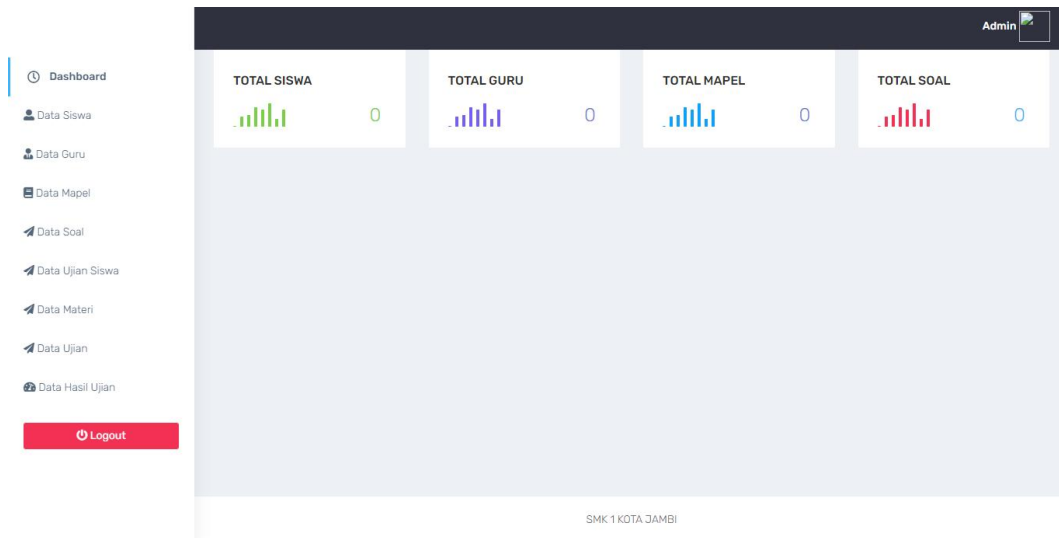 Admin
Dashboard
Data Siswa
Data Guru
Data Mapel
Data Soal
Data Ujian Siswa
Data Materi
Data Ujian
Data Hasil Ujian
Logout
TOTAL SISWA
0
TOTAL GURU
0
TOTAL MAPEL
0
TOTAL SOAL
0
SMK 1 KOTA JAMBI